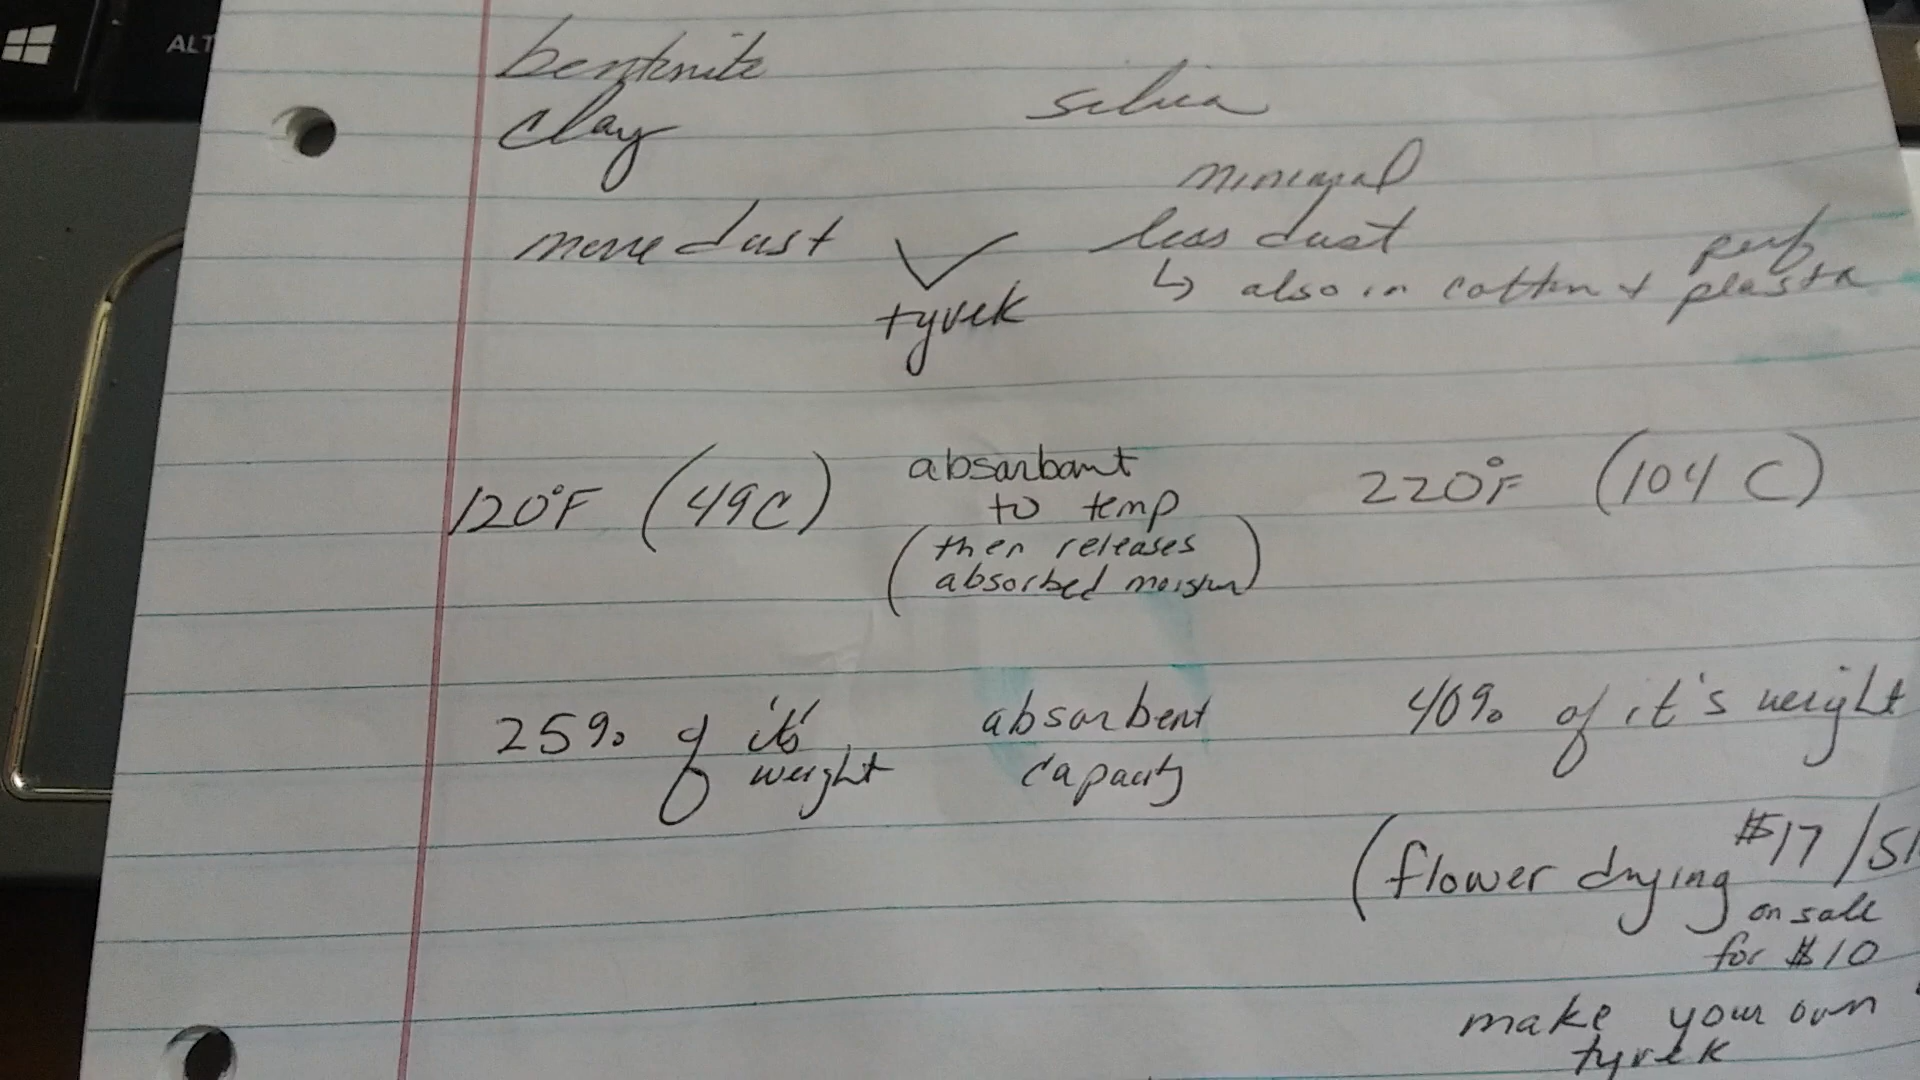 ALT
bentonite
clay
silica
minimal
more dust
less dust
↳ also in cotton + perf
plastic
tyvek
120°F (49C)
absorbant
to temp
(then releases
absorbed moisture)
220°F (104 C)
25% of it's
weight
absorbent
capacity
40% of it's weight
(flower drying $17/5l
on sale
for $10
make your own
tyvek